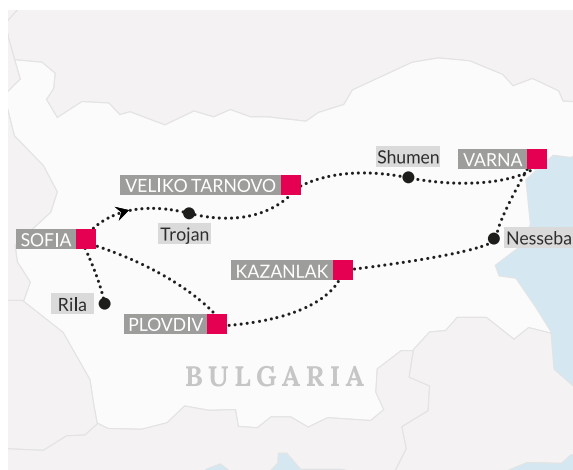 Shumen
VARNA
VELIKO TARNOVO
Trojan
SOFIA
Nesseba
KAZANLAK
Rila
PLOVDIV
BULGARIA